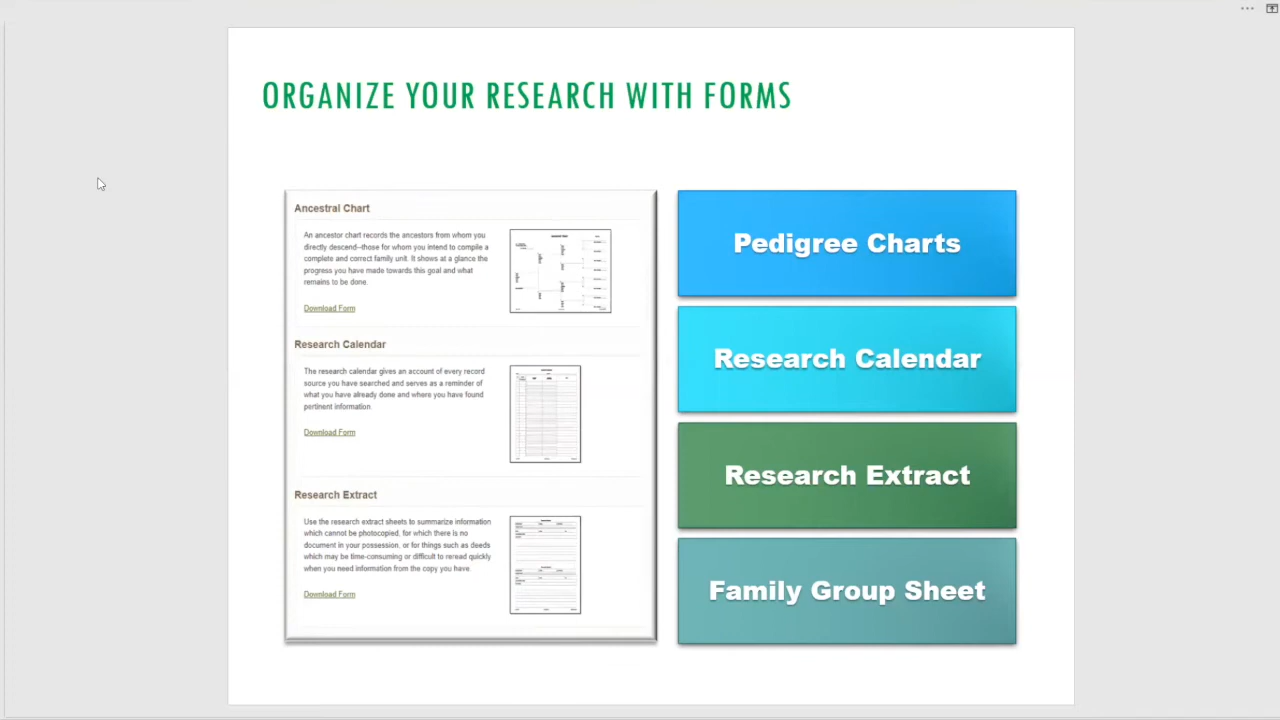 ORGANIZE YOUR RESEARCH WITH FORMS
Ancestral Chart
An ancestor chart records the ancestors from whom you
directly descend--those for whom you intend to compile a
complete and correct family unit. It shows at a glance the
progress you have made towards this goal and what
remains to be done.
Download Form
Research Calendar
The research calendar gives an account of every record
source you have searched and serves as a reminder of
what you have already done and where you have found
pertinent information.
Download Form
Research Extract
Use the research extract sheets to summarize information
which cannot be photocopied, for which there is no
document in your possession, or for things such as deeds
which may be time-consuming or difficult to reread quickly
when you need information from the copy you have.
Download Form
Pedigree Charts
Research Calendar
Research Extract
Family Group Sheet